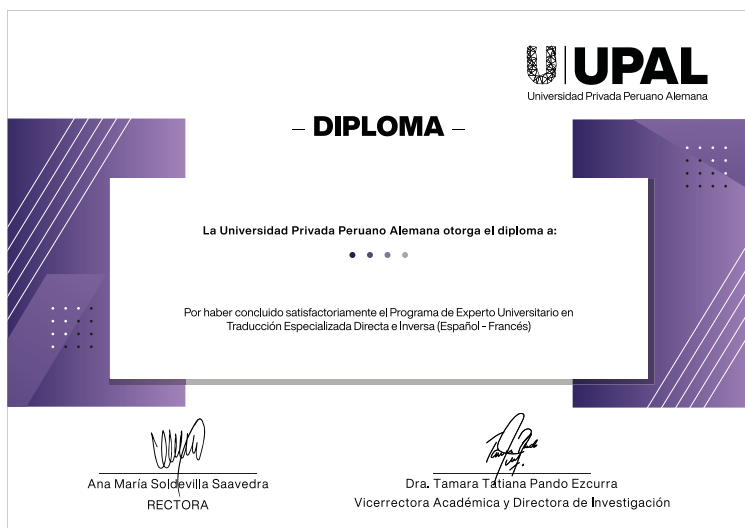 UPAL
Universidad Privada Peruano Alemana
– DIPLOMA –
La Universidad Privada Peruano Alemana otorga el diploma a:
Por haber concluido satisfactoriamente el Programa de Experto Universitario en
Traducción Especializada Directa e Inversa (Español - Francés)
Ana María Soldevilla Saavedra
RECTORA
Dra. Tamara Tatiana Pando Ezcurra
Vicerrectora Académica y Directora de Investigación